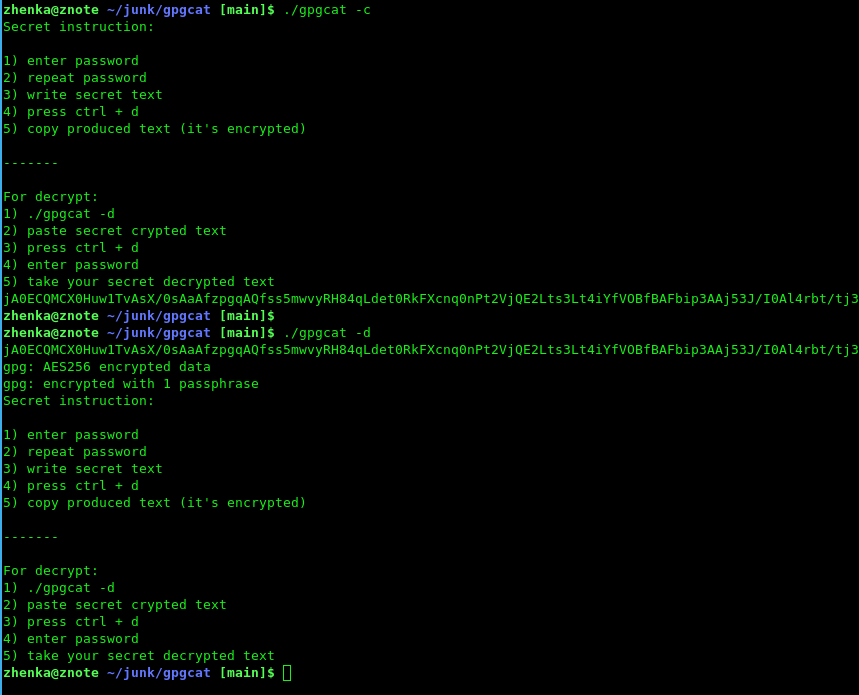 zhenka@znote ~/junk/gpgcat [main]$ ./gpgcat -c
Secret instruction:
1) enter password
2) repeat password
3) write secret text
4) press ctrl + d
5) copy produced text (it's encrypted)
-------
For decrypt:
1) ./gpgcat -d
2) paste secret crypted text
3) press ctrl + d
4) enter password
5) take your secret decrypted text
jA0ECQMCX0Huw1TvAsX/0sAaAfzpgqAQfss5mwvyRH84qLdet0RkFXcnq0nPt2VjQE2Lts3Lt4iYfVOBfBAFbip3AAj53J/I0Al4rbt/tj3
zhenka@znote ~/junk/gpgcat [main]$
zhenka@znote ~/junk/gpgcat [main]$ ./gpgcat -d
jA0ECQMCX0Huw1TvAsX/0sAaAfzpgqAQfss5mwvyRH84qLdet0RkFXcnq0nPt2VjQE2Lts3Lt4iYfVOBfBAFbip3AAj53J/I0Al4rbt/tj3
gpg: AES256 encrypted data
gpg: encrypted with 1 passphrase
Secret instruction:
1) enter password
2) repeat password
3) write secret text
4) press ctrl + d
5) copy produced text (it's encrypted)
-------
For decrypt:
1) ./gpgcat -d
2) paste secret crypted text
3) press ctrl + d
4) enter password
5) take your secret decrypted text
zhenka@znote ~/junk/gpgcat [main]$